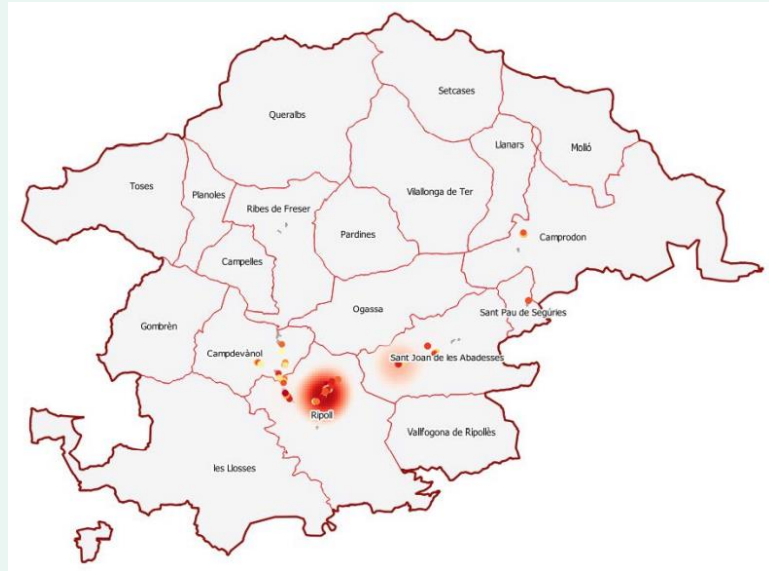 Setcases
Queralbs
Llanars
Molló
Toses
Planoles
Vilallonga de Ter
Ribes de Freser
Pardines
Camprodon
Campelles
Ogassa
Sant Pau de Segúries
Gombrèn
Campdevànol
Sant Joan de les Abadesses
Ripoll
Vallfogona de Ripollès
les Llosses